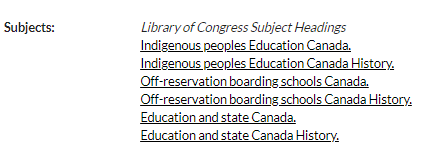 Subjects: Library of Congress Subject Headings
Indigenous peoples Education Canada.
Indigenous peoples Education Canada History.
Off-reservation boarding schools Canada.
Off-reservation boarding schools Canada History.
Education and state Canada.
Education and state Canada History.